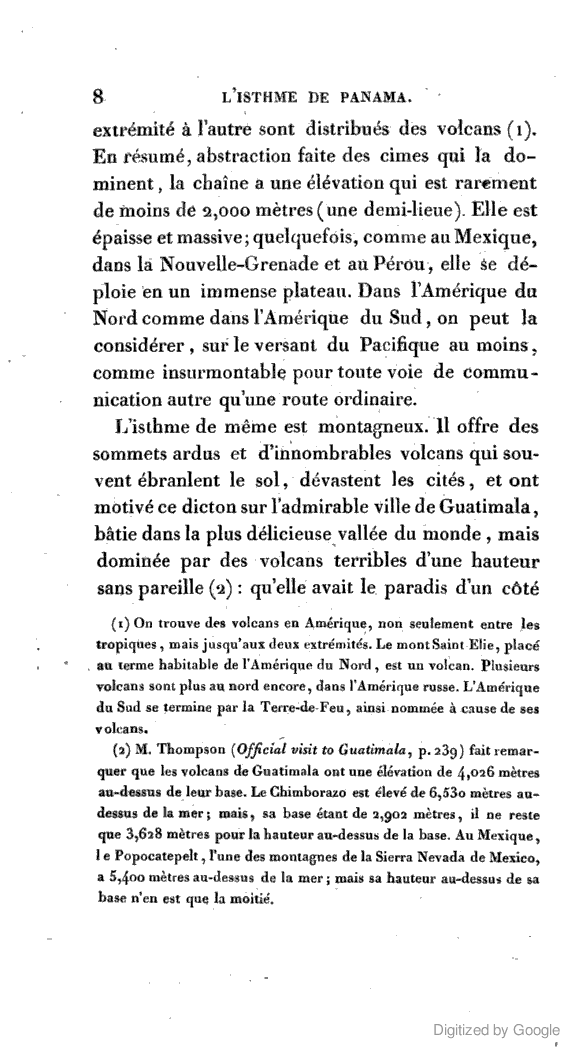 8 L'ISTHME DE PANAMA.
extrémité à l'autre sont distribués des volcans (1).
En résumé, abstraction faite des cimes qui la do-
minent, la chaîne a une élévation qui est rarement
de moins de 2,000 mètres (une demi-lieue). Elle est
épaisse et massive; quelquefois, comme au Mexique,
dans la Nouvelle-Grenade et au Pérou, elle se dé-
ploie en un immense plateau. Dans l'Amérique du
Nord comme dans l'Amérique du Sud, on peut la
considérer, sur le versant du Pacifique au moins,
comme insurmontable pour toute voie de commu-
nication autre qu'une route ordinaire.
L'isthme de même est montagneux. Il offre des
sommets ardus et d'innombrables volcans qui sou-
vent ébranlent le sol, dévastent les cités, et ont
motivé ce dicton sur l'admirable ville de Guatimala,
bâtie dans la plus délicieuse vallée du monde, mais
dominée par des volcans terribles d'une hauteur
sans pareille (2) : qu'elle avait le paradis d'un côté
(1) On trouve des volcans en Amérique, non seulement entre les
tropiques, mais jusqu'aux deux extrémités. Le mont Saint Elie, placé
au terme habitable de l'Amérique du Nord, est un volcan. Plusieurs
volcans sont plus au nord encore, dans l'Amérique russe. L'Amérique
du Sud se termine par la Terre-de-Feu, ainsi nommée à cause de ses
volcans.
(2) M. Thompson (Official visit to Guatimala, p. 239) fait remar-
quer que les volcans de Guatimala ont une élévation de 4,026 mètres
au-dessus de leur base. Le Chimborazo est élevé de 6,530 mètres au-
dessus de la mer; mais, sa base étant de 2,902 mètres, il ne reste
que 3,628 mètres pour la hauteur au-dessus de la base. Au Mexique,
le Popocatepelt, l'une des montagnes de la Sierra Nevada de Mexico,
a 5,400 mètres au-dessus de la mer; mais sa hauteur au-dessus de sa
base n'en est que la moitié.
Digitized by Google